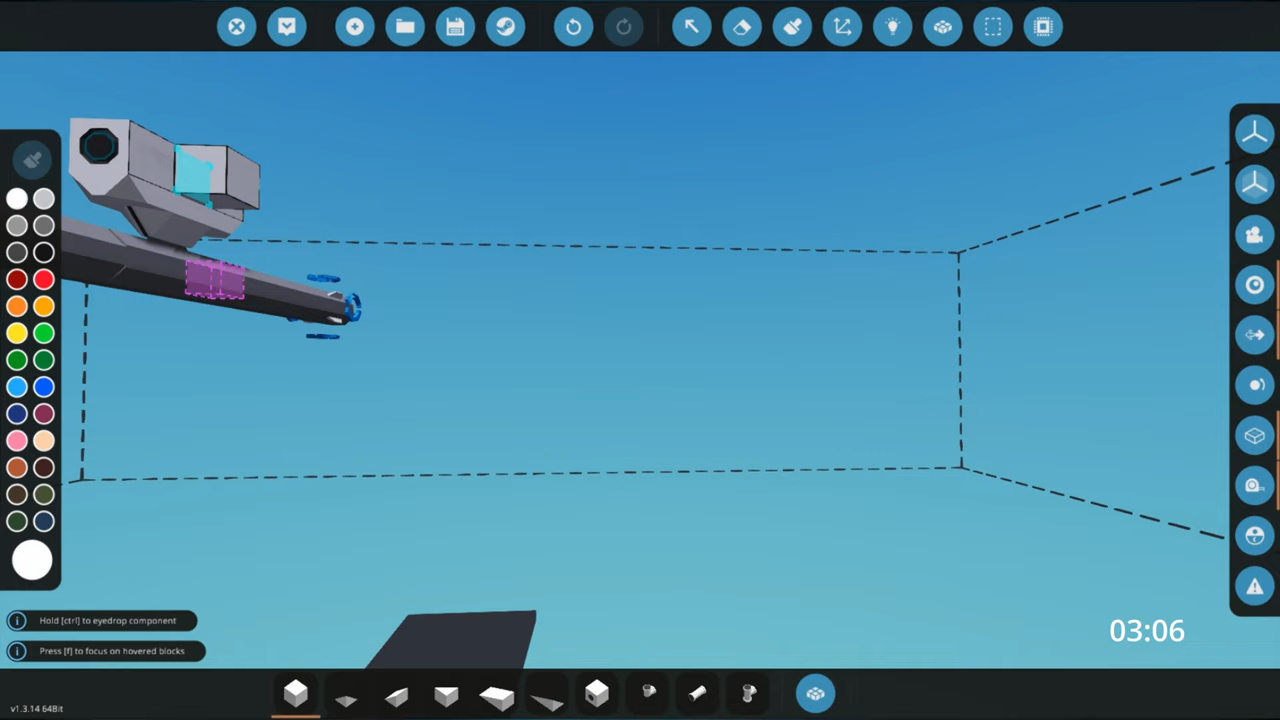 Hold [ctrl] to eyedrop component
03:06
Press [f] to focus on hovered blocks
v1.3.14 64Bit